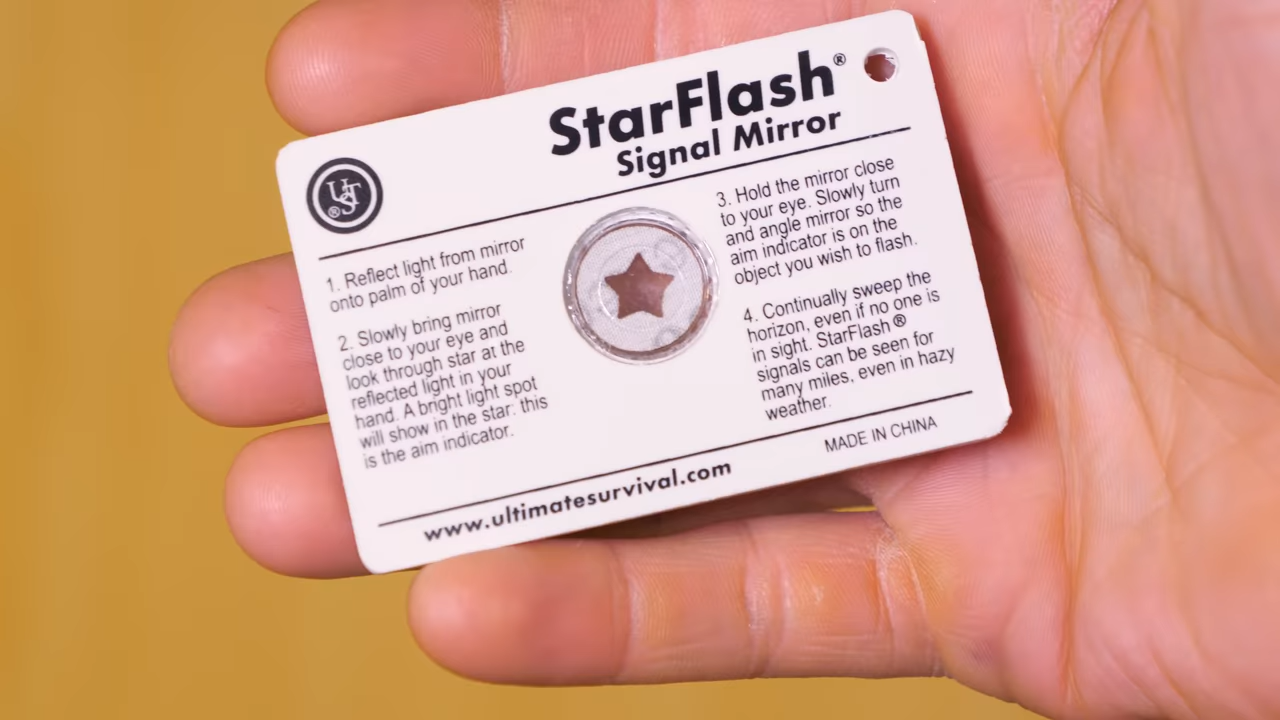 StarFlash®
Signal Mirror
UST®
1. Reflect light from mirror
onto palm of your hand.
2. Slowly bring mirror
close to your eye and
look through star at the
reflected light in your
hand. A bright light spot
will show in the star: this
is the aim indicator.
3. Hold the mirror close
to your eye. Slowly turn
and angle mirror so the
aim indicator is on the
object you wish to flash.
4. Continually sweep the
horizon, even if no one is
in sight. StarFlash®
signals can be seen for
many miles, even in hazy
weather.
MADE IN CHINA
www.ultimatesurvival.com